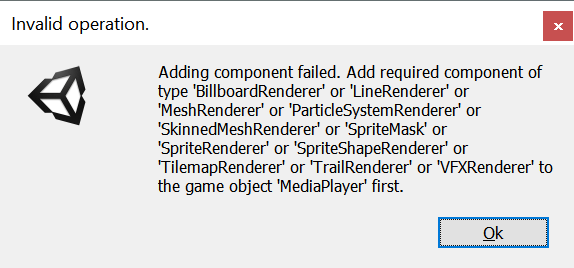 Invalid operation.
Adding component failed. Add required component of
type 'BillboardRenderer' or 'LineRenderer' or
'MeshRenderer' or 'ParticleSystemRenderer' or
'SkinnedMeshRenderer' or 'SpriteMask' or
'SpriteRenderer' or 'SpriteShapeRenderer' or
'TilemapRenderer' or 'TrailRenderer' or 'VFXRenderer' to
the game object 'MediaPlayer' first.
Ok